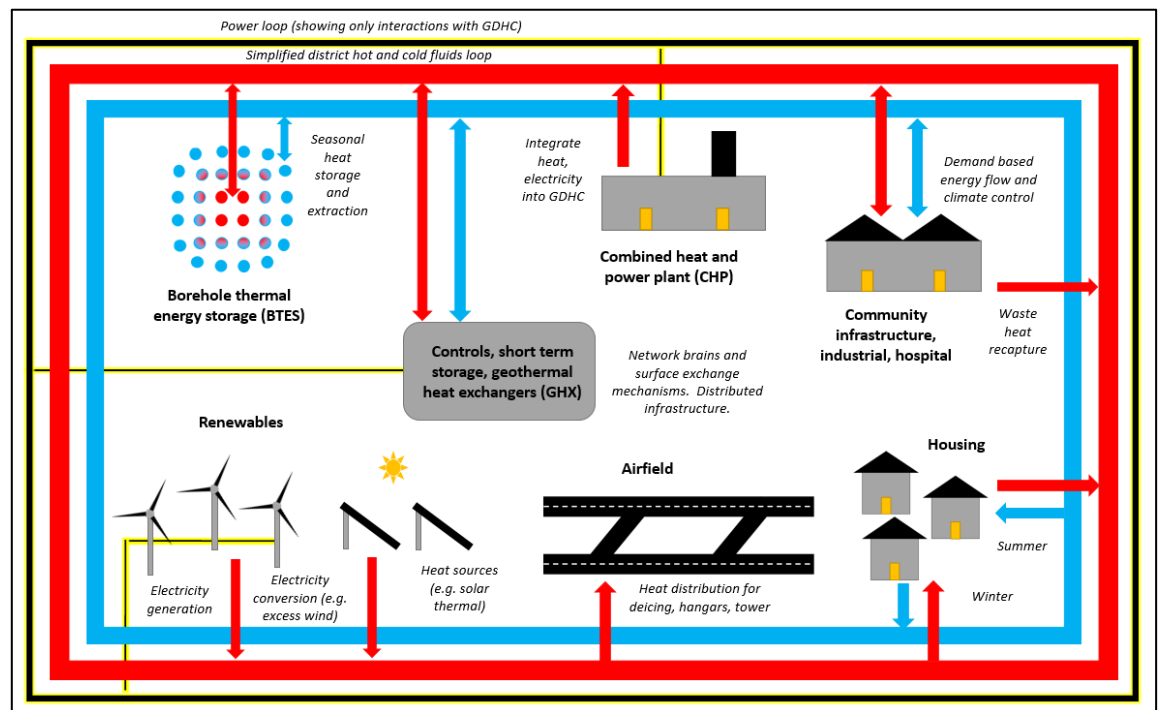 Power loop (showing only interactions with GDHC)
Simplified district hot and cold fluids loop
Seasonal
heat
storage
and
extraction
Borehole thermal
energy storage (BTES)
Integrate
heat,
electricity
into GDHC
Combined heat and
power plant (CHP)
Demand based
energy flow and
climate control
Community
infrastructure,
industrial, hospital
Waste
heat
recapture
Controls, short term
storage, geothermal
heat exchangers (GHX)
Network brains and
surface exchange
mechanisms.  Distributed
infrastructure.
Renewables
Electricity
generation
Electricity
conversion (e.g.
excess wind)
Heat sources
(e.g. solar
thermal)
Airfield
Heat distribution for
deicing, hangars, tower
Housing
Summer
Winter